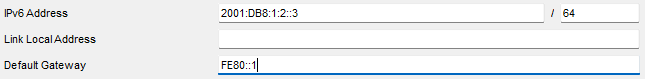 IPv6 Address 2001:DB8:1:2::3 / 64
Link Local Address
Default Gateway FE80::1